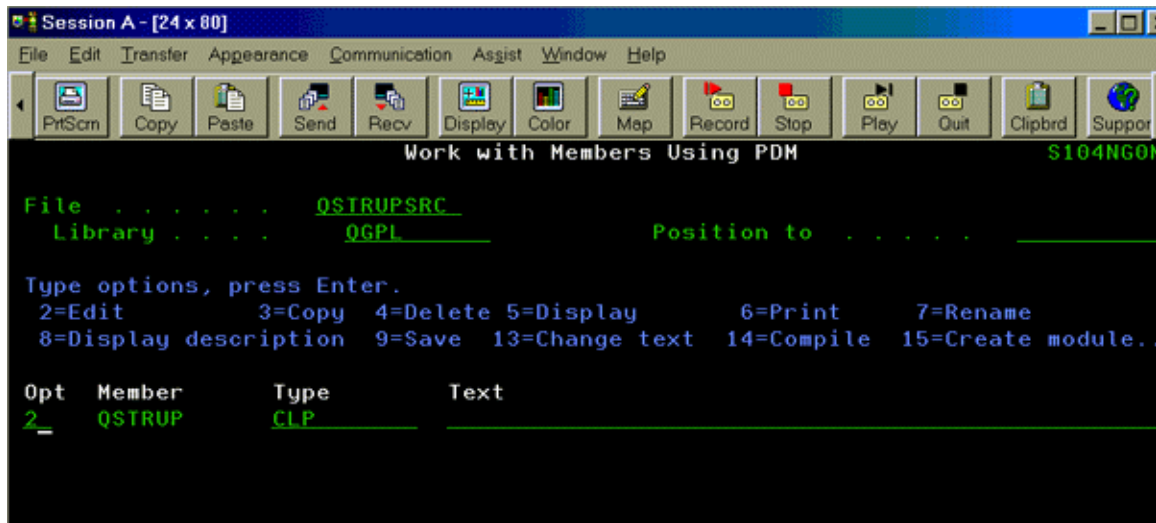 Session A - [24 x 80]
File Edit Transfer Appearance Communication Assist Window Help
PrtScrn Copy Paste Send Recv Display Color Map Record Stop Play Quit Clipbrd Suppor
Work with Members Using PDM S104NG0M
File . . . . . . QSTRUPSRC
Library . . . . QGPL Position to . . . . .
Type options, press Enter.
2=Edit 3=Copy 4=Delete 5=Display 6=Print 7=Rename
8=Display description 9=Save 13=Change text 14=Compile 15=Create module..
Opt Member Type Text
2 QSTRUP CLP